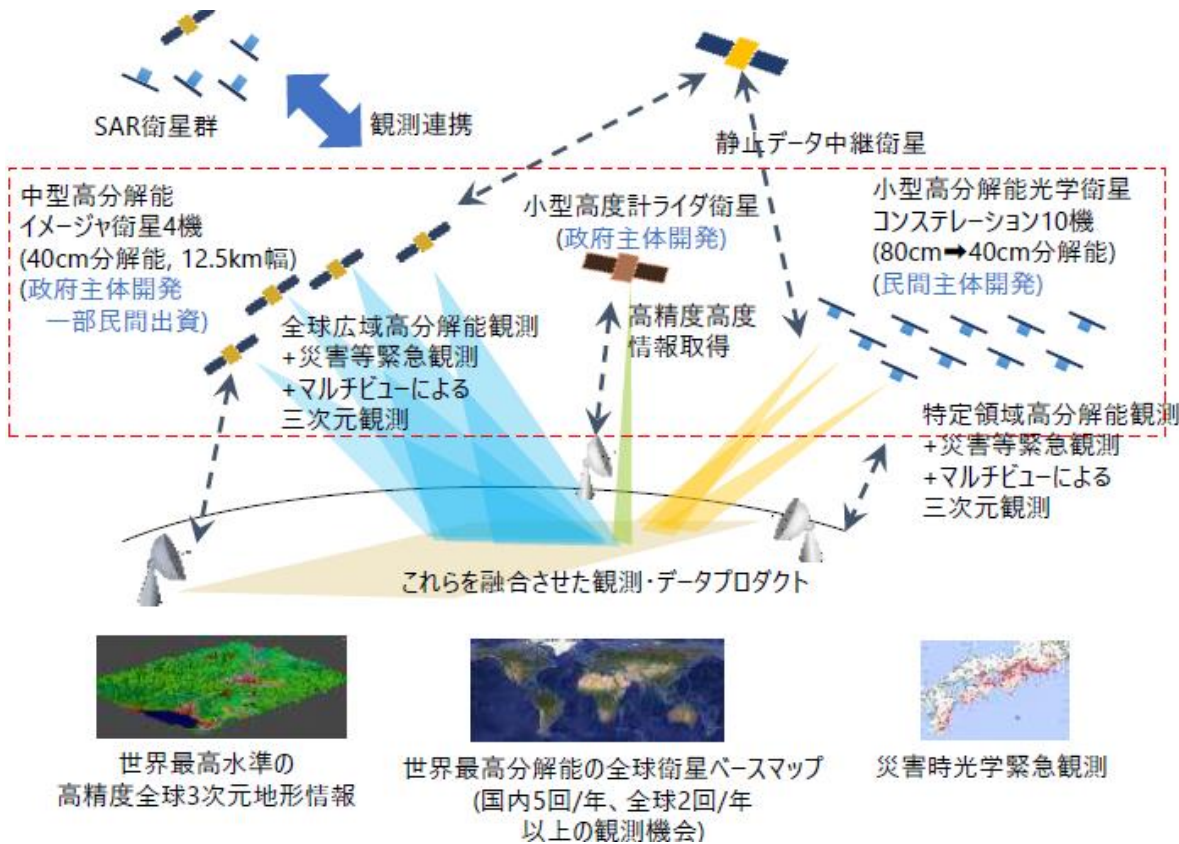 SAR衛星群
観測連携
静止データ中継衛星
中型高分解能
イメージャ衛星4機
(40cm分解能, 12.5km幅)
(政府主体開発
一部民間出資)
全球広域高分解能観測
+災害等緊急観測
+マルチビューによる
三次元観測
小型高度計ライダ衛星
(政府主体開発)
高精度高度
情報取得
小型高分解能光学衛星
コンステレーション10機
(80cm➡40cm分解能)
(民間主体開発)
特定領域高分解能観測
+災害等緊急観測
+マルチビューによる
三次元観測
これらを融合させた観測・データプロダクト
世界最高水準の
高精度全球3次元地形情報
世界最高分解能の全球衛星ベースマップ
(国内5回/年、全球2回/年
以上の観測機会)
災害時光学緊急観測